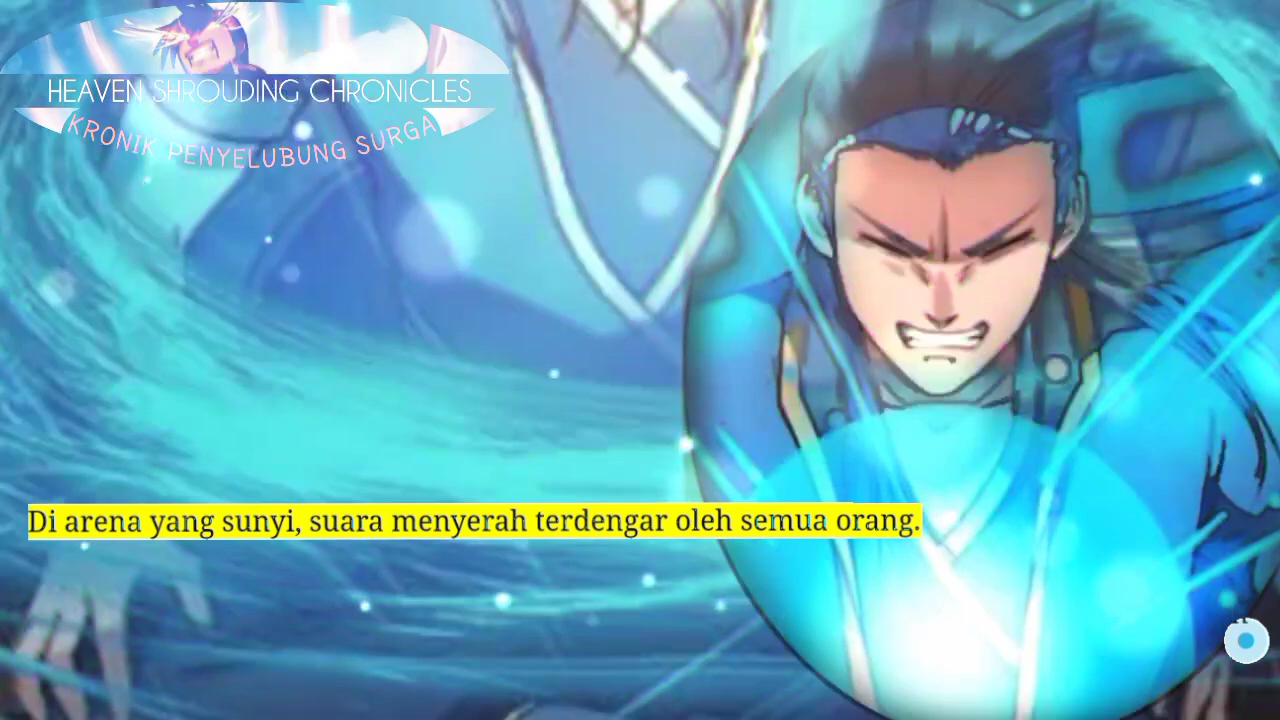 HEAVEN SHROUDING CHRONICLES
KRONIK PENYELUBUNG SURGA
Di arena yang sunyi, suara menyerah terdengar oleh semua orang.